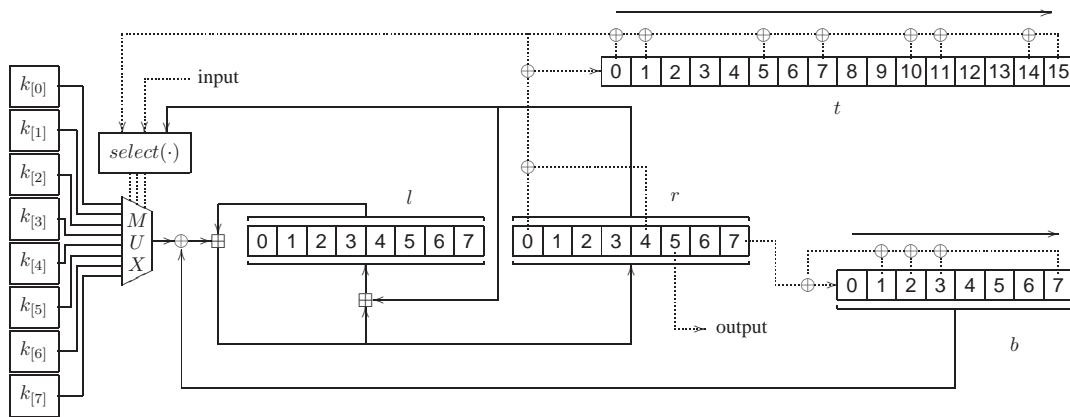 k[0]
k[1]
k[2]
k[3]
k[4]
k[5]
k[6]
k[7]
input
select(·)
M
U
X
0 1 2 3 4 5 6 7 8 9 10 11 12 13 14 15
t
l
0 1 2 3 4 5 6 7
r
0 1 2 3 4 5 6 7
output
0 1 2 3 4 5 6 7
b